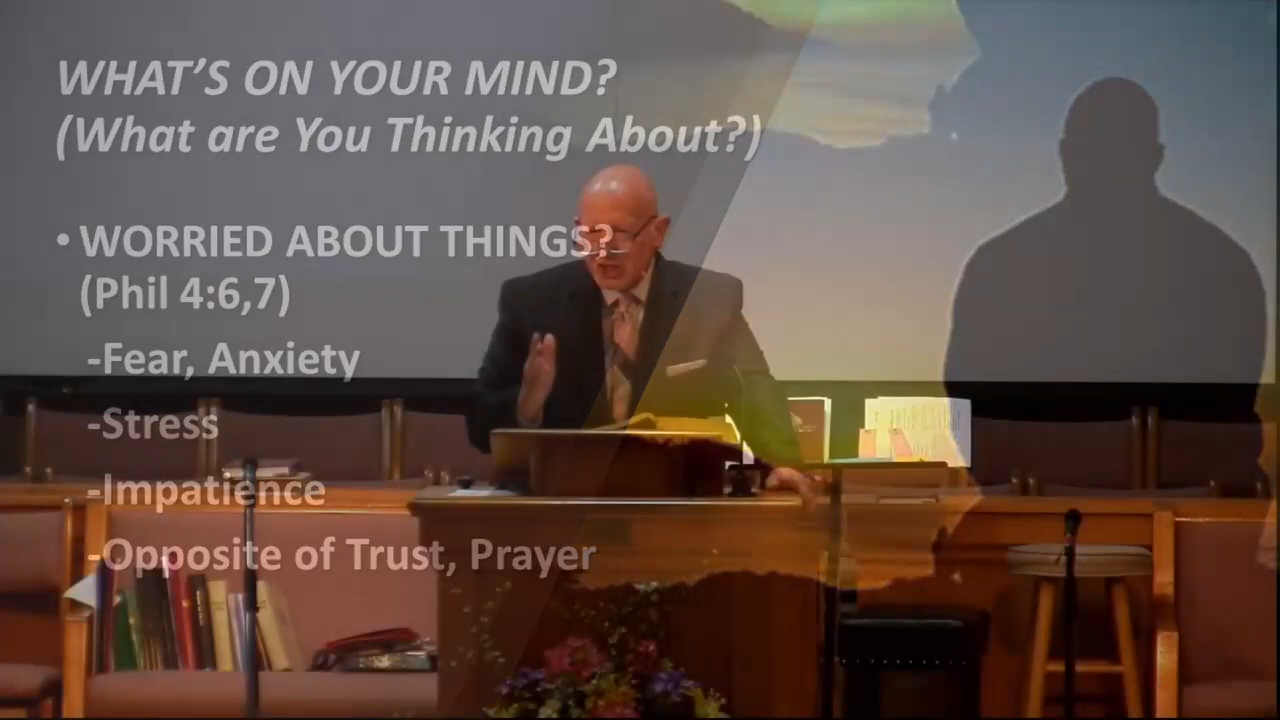 WHAT'S ON YOUR MIND?
(What are You Thinking About?)
• WORRIED ABOUT THINGS?
(Phil 4:6,7)
-Fear, Anxiety
-Stress
-Impatience
-Opposite of Trust, Prayer